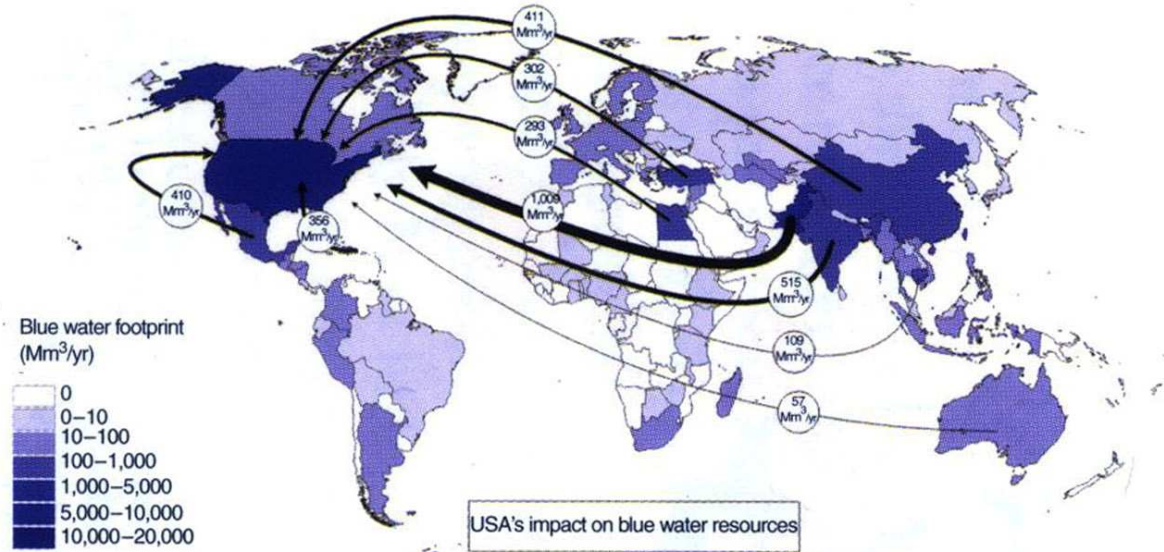 411
Mm³/yr
302
Mm³/yr
293
Mm³/yr
1,009
Mm³/yr
410
Mm³/yr
356
Mm³/yr
515
Mm³/yr
109
Mm³/yr
57
Mm³/yr
Blue water footprint
(Mm³/yr)
0
0–10
10–100
100–1,000
1,000–5,000
5,000–10,000
10,000–20,000
USA's impact on blue water resources